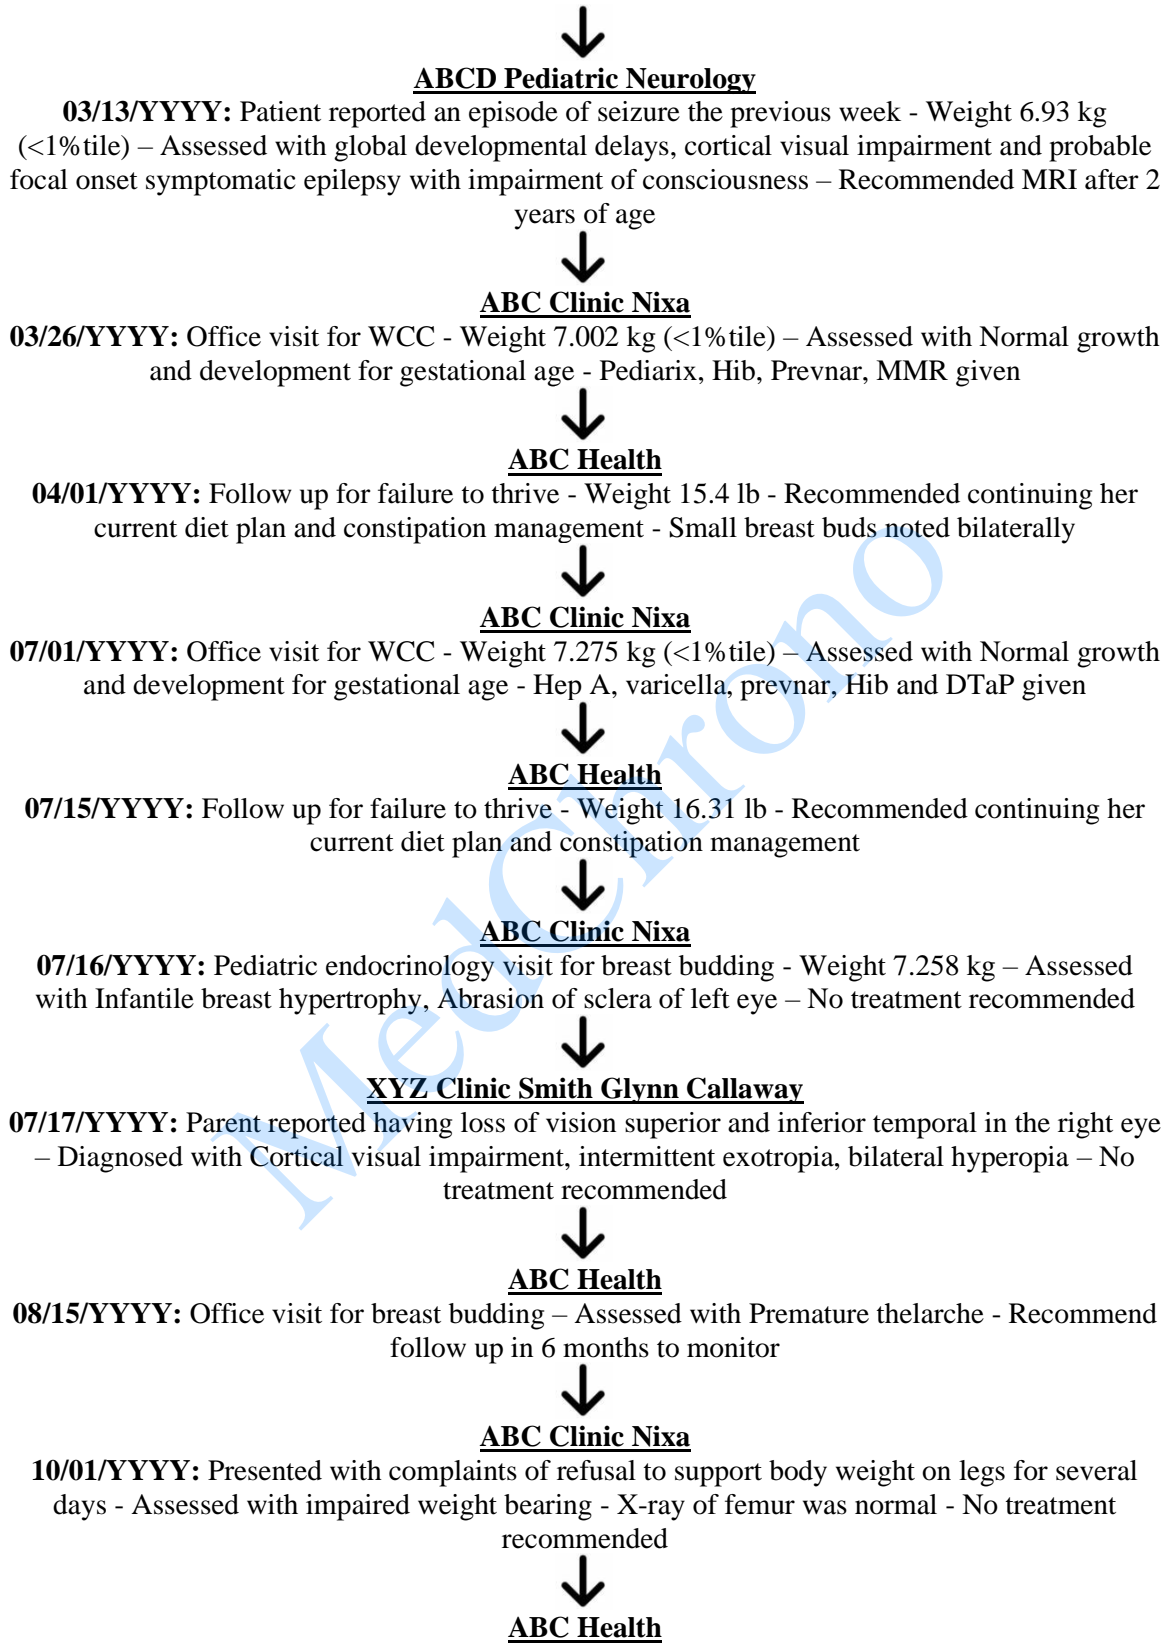 ABCD Pediatric Neurology
03/13/YYYY: Patient reported an episode of seizure the previous week - Weight 6.93 kg
(<1%tile) – Assessed with global developmental delays, cortical visual impairment and probable
focal onset symptomatic epilepsy with impairment of consciousness – Recommended MRI after 2
years of age
ABC Clinic Nixa
03/26/YYYY: Office visit for WCC - Weight 7.002 kg (<1%tile) – Assessed with Normal growth
and development for gestational age - Pediarix, Hib, Prevnar, MMR given
ABC Health
04/01/YYYY: Follow up for failure to thrive - Weight 15.4 lb - Recommended continuing her
current diet plan and constipation management - Small breast buds noted bilaterally
ABC Clinic Nixa
07/01/YYYY: Office visit for WCC - Weight 7.275 kg (<1%tile) – Assessed with Normal growth
and development for gestational age - Hep A, varicella, prevnar, Hib and DTaP given
ABC Health
07/15/YYYY: Follow up for failure to thrive - Weight 16.31 lb - Recommended continuing her
current diet plan and constipation management
ABC Clinic Nixa
07/16/YYYY: Pediatric endocrinology visit for breast budding - Weight 7.258 kg – Assessed
with Infantile breast hypertrophy, Abrasion of sclera of left eye – No treatment recommended
XYZ Clinic Smith Glynn Callaway
07/17/YYYY: Parent reported having loss of vision superior and inferior temporal in the right eye
– Diagnosed with Cortical visual impairment, intermittent exotropia, bilateral hyperopia – No
treatment recommended
ABC Health
08/15/YYYY: Office visit for breast budding – Assessed with Premature thelarche - Recommend
follow up in 6 months to monitor
ABC Clinic Nixa
10/01/YYYY: Presented with complaints of refusal to support body weight on legs for several
days - Assessed with impaired weight bearing - X-ray of femur was normal - No treatment
recommended
ABC Health
MedChrono